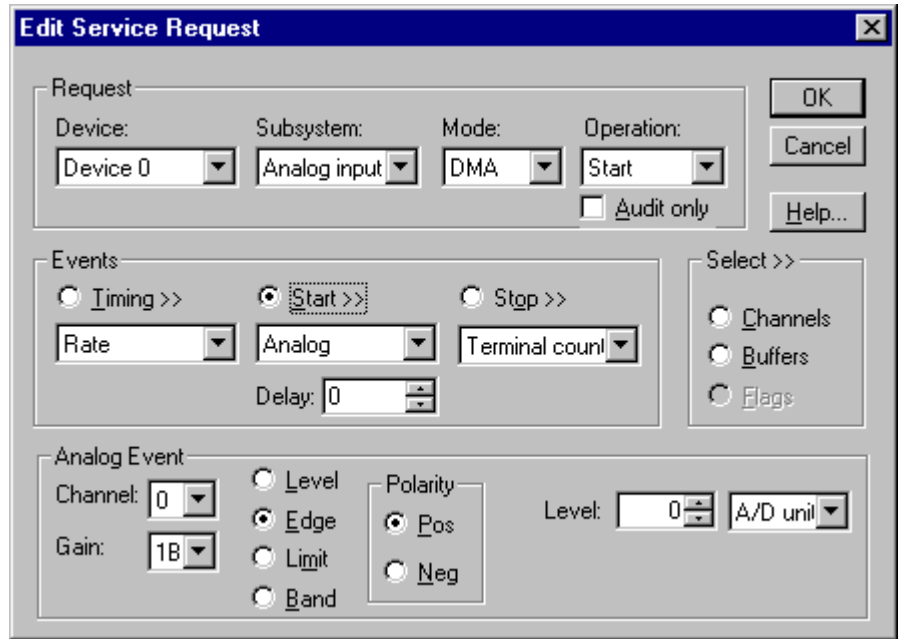 Edit Service Request
Request
Device: Subsystem: Mode: Operation:
Device 0 Analog input DMA Start
Audit only
OK
Cancel
Help...
Events
Timing >> Start >> Stop >>
Rate Analog Terminal count
Delay: 0
Select >>
Channels
Buffers
Flags
Analog Event
Channel: 0
Gain: 1B
Level
Edge
Limit
Band
Polarity
Pos
Neg
Level: 0 A/D unit